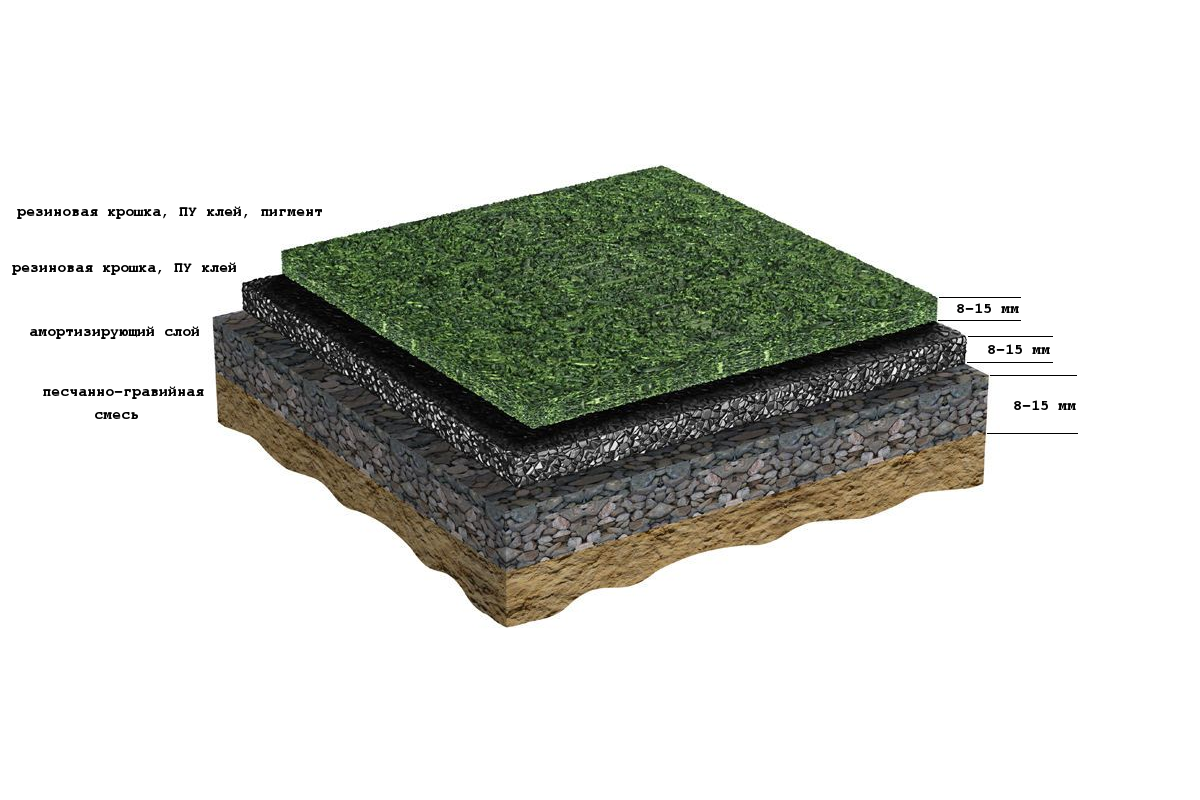 резиновая крошка, ПУ клей, пигмент
резиновая крошка, ПУ клей
8-15 мм
амортизирующий слой
8-15 мм
песчанно-гравийная
смесь
8-15 мм